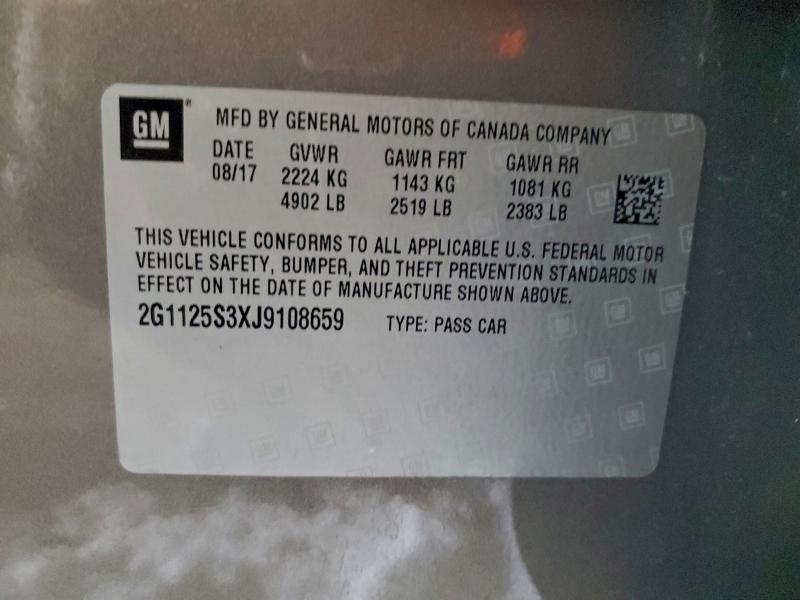 GM
MFD BY GENERAL MOTORS OF CANADA COMPANY
DATE GVWR GAWR FRT GAWR RR
08/17 2224 KG 1143 KG 1081 KG
4902 LB 2519 LB 2383 LB
THIS VEHICLE CONFORMS TO ALL APPLICABLE U.S. FEDERAL MOTOR
VEHICLE SAFETY, BUMPER, AND THEFT PREVENTION STANDARDS IN
EFFECT ON THE DATE OF MANUFACTURE SHOWN ABOVE.
2G1125S3XJ9108659 TYPE: PASS CAR